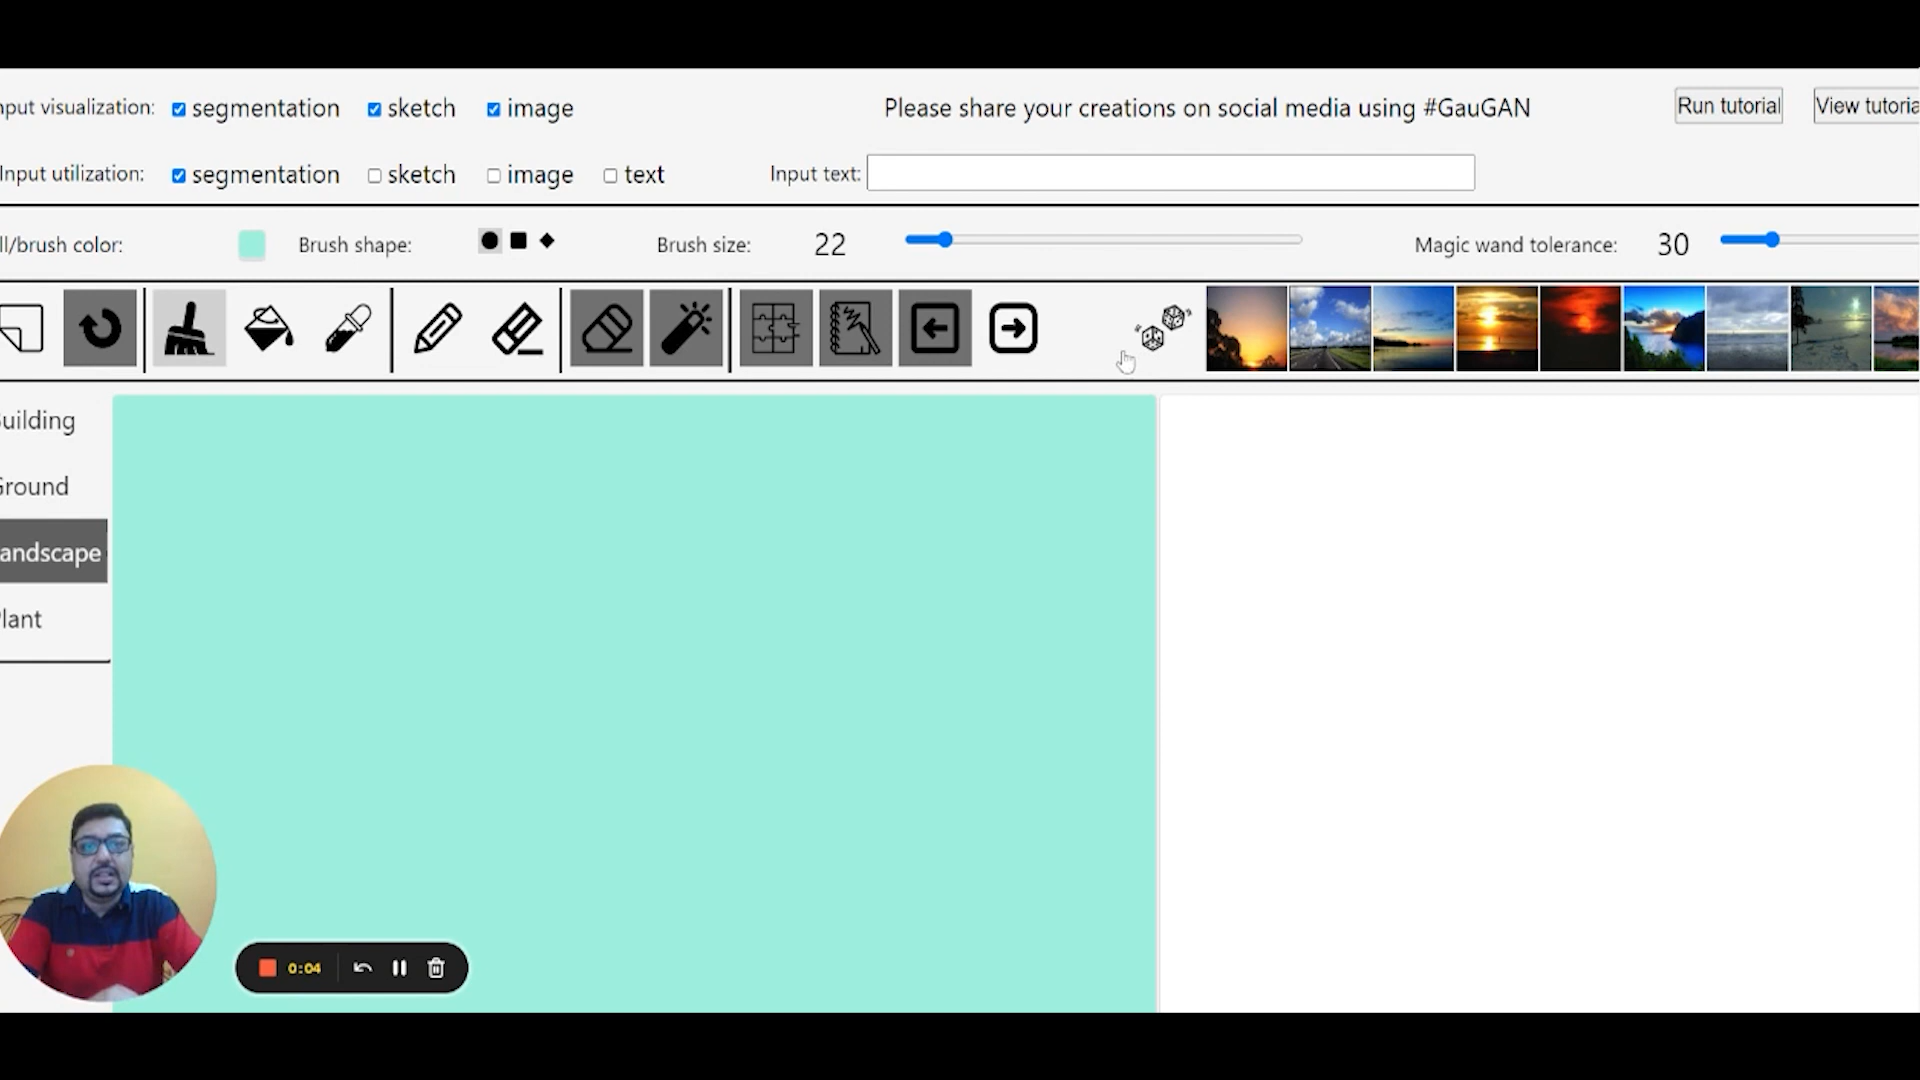 nput visualization: segmentation sketch image Please share your creations on social media using #GauGAN Run tutorial View tutoria
Input utilization: segmentation sketch image text Input text:
ll/brush color: Brush shape: Brush size: 22 Magic wand tolerance: 30
uilding
Ground
andscape
lant
0:04